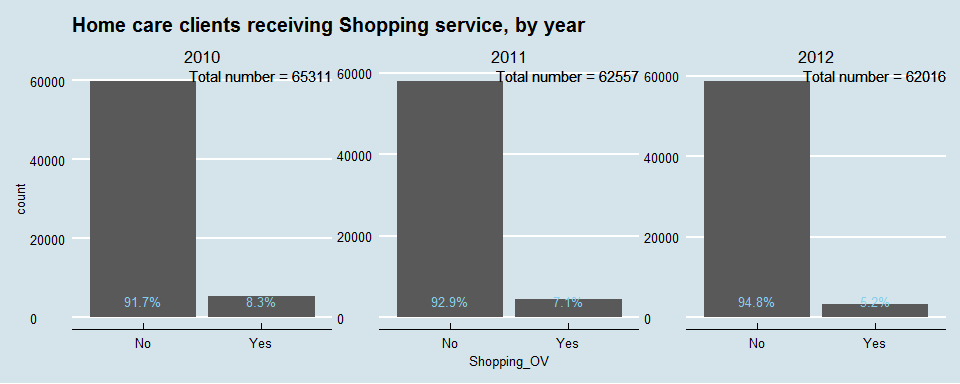 Home care clients receiving Shopping service, by year
2010 2011 2012
Total number = 65311 Total number = 62557 Total number = 62016
60000 60000 60000
40000 40000 40000
count
20000 20000 20000
91.7% 8.3% 92.9% 7.1% 94.8% 5.2%
0 0 0
No Yes No Yes No Yes
Shopping_OV